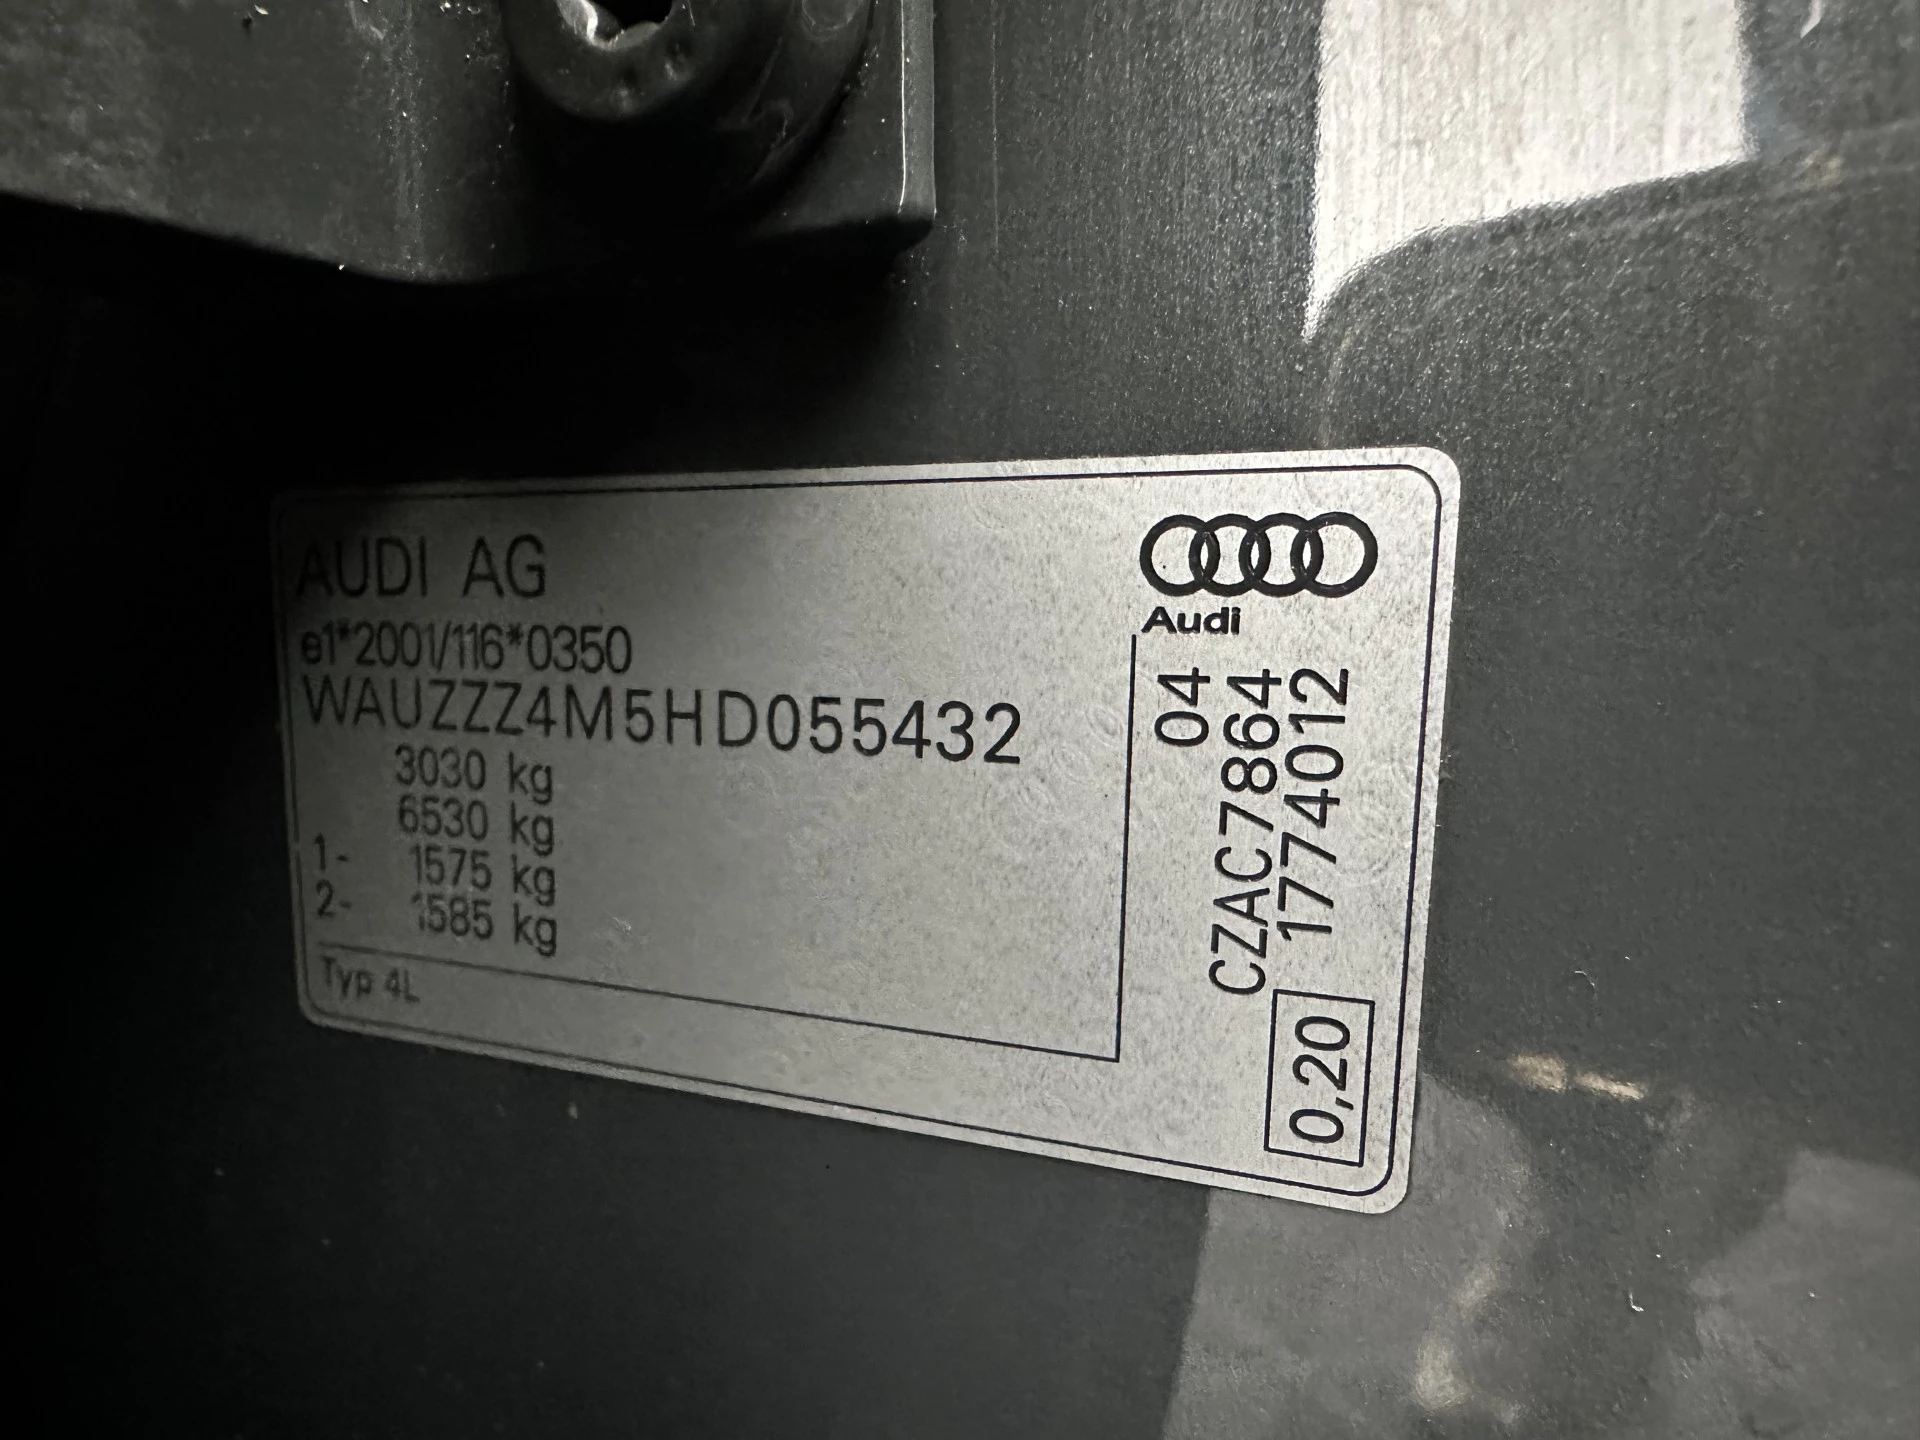 AUDI AG
e1*2001/116*0350
WAUZZZ4M5HD055432
3030 kg
6530 kg
1- 1575 kg
2- 1585 kg
Typ 4L
Audi
04
CZAC7864
1774012
0,20